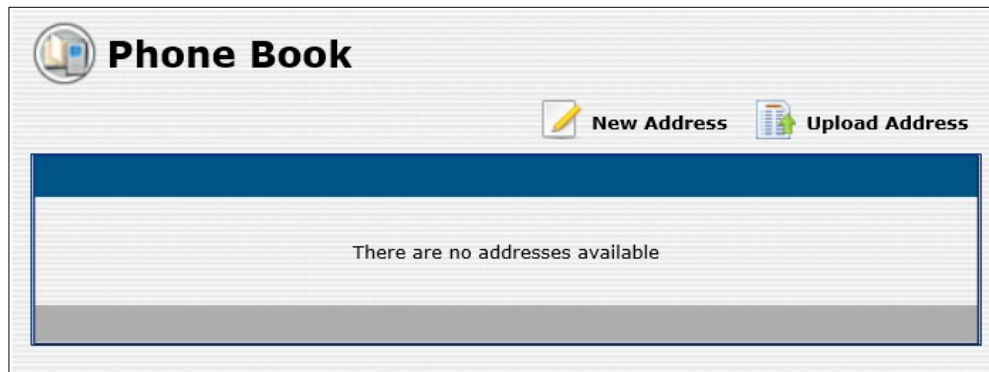 Phone Book
New Address Upload Address
There are no addresses available